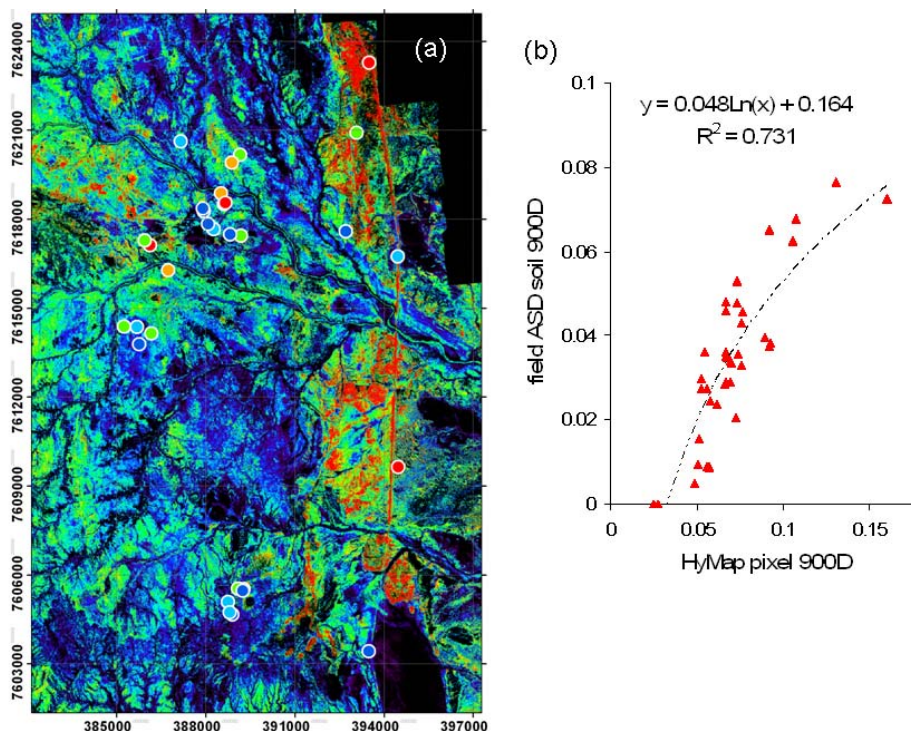 (a)
7624000
7621000
7618000
7615000
7612000
7609000
7606000
7603000
385000 388000 391000 394000 397000
(b)
y = 0.048Ln(x) + 0.164
R² = 0.731
0.1
0.08
0.06
0.04
0.02
0
0 0.05 0.1 0.15
field ASD soil 900D
HyMap pixel 900D